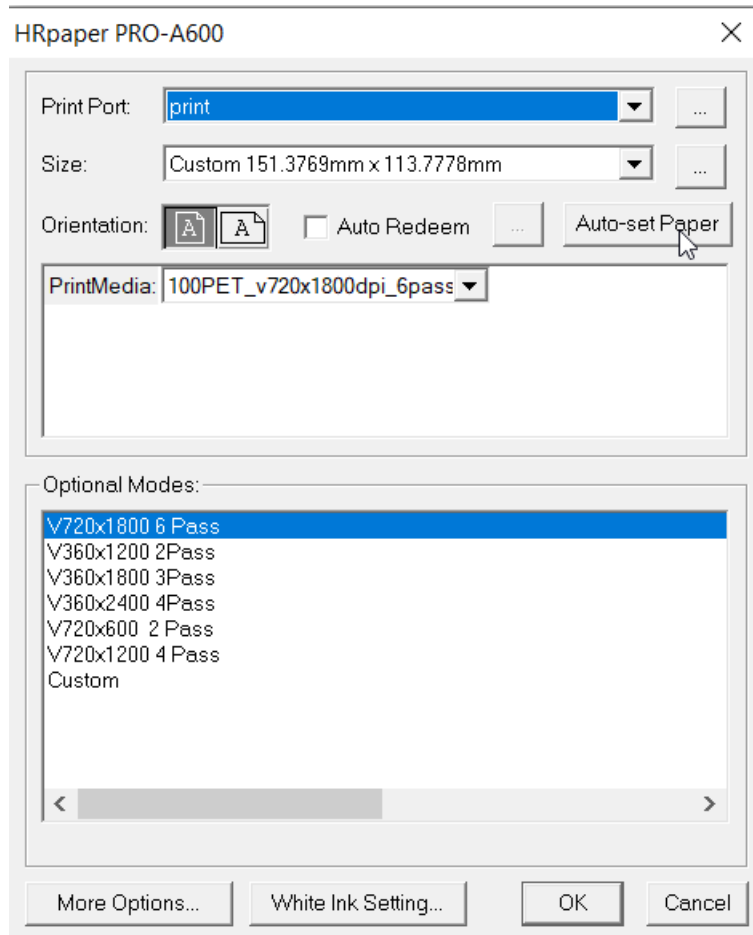 HRpaper PRO-A600
Print Port: print ...
Size: Custom 151.3769mm x 113.7778mm ...
Orientation: A A Auto Redeem ... Auto-set Paper
PrintMedia: 100PET_v720x1800dpi_6pass
Optional Modes:
V720x1800 6 Pass
V360x1200 2Pass
V360x1800 3Pass
V360x2400 4Pass
V720x600  2 Pass
V720x1200 4 Pass
Custom
More Options... White Ink Setting... OK Cancel